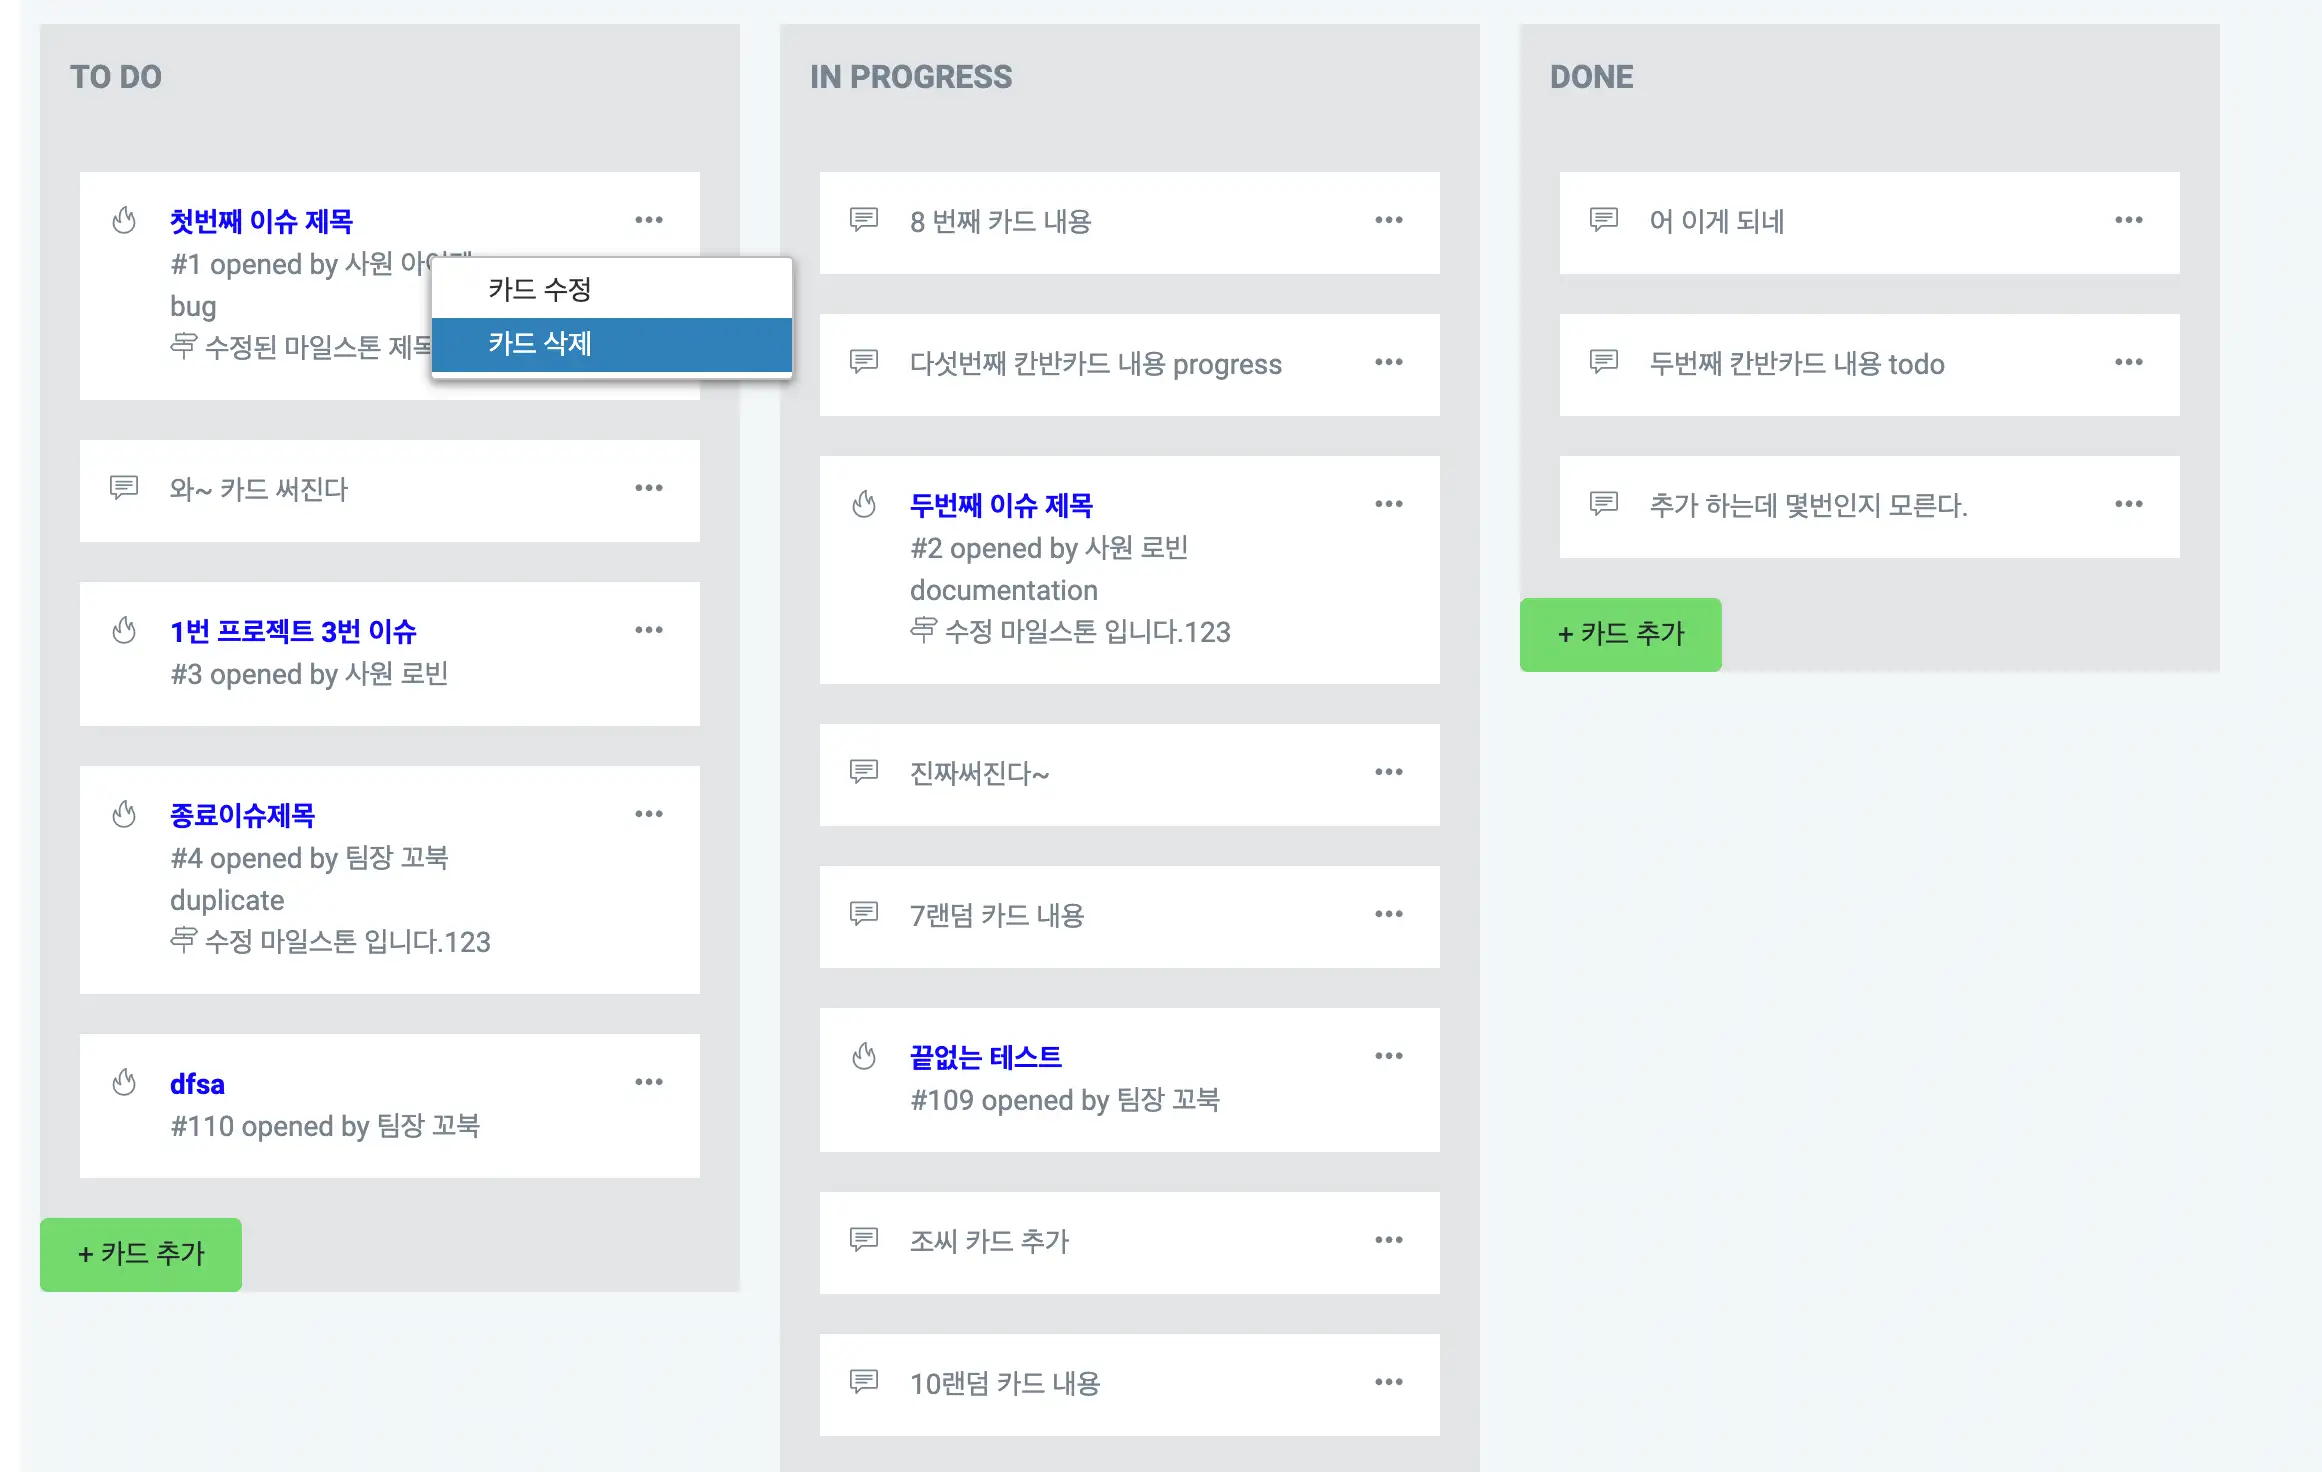 TO DO
첫번째 이슈 제목
#1 opened by 사원
bug
수정된 마일스톤 제목
카드 수정
카드 삭제
와~ 카드 써진다
1번 프로젝트 3번 이슈
#3 opened by 사원 로빈
종료이슈제목
#4 opened by 팀장 꼬북
duplicate
수정 마일스톤 입니다.123
dfsa
#110 opened by 팀장 꼬북
+ 카드 추가
IN PROGRESS
8 번째 카드 내용
다섯번째 칸반카드 내용 progress
두번째 이슈 제목
#2 opened by 사원 로빈
documentation
수정 마일스톤 입니다.123
진짜써진다~
7랜덤 카드 내용
끝없는 테스트
#109 opened by 팀장 꼬북
조씨 카드 추가
10랜덤 카드 내용
DONE
어 이게 되네
두번째 칸반카드 내용 todo
추가 하는데 몇번인지 모른다.
+ 카드 추가